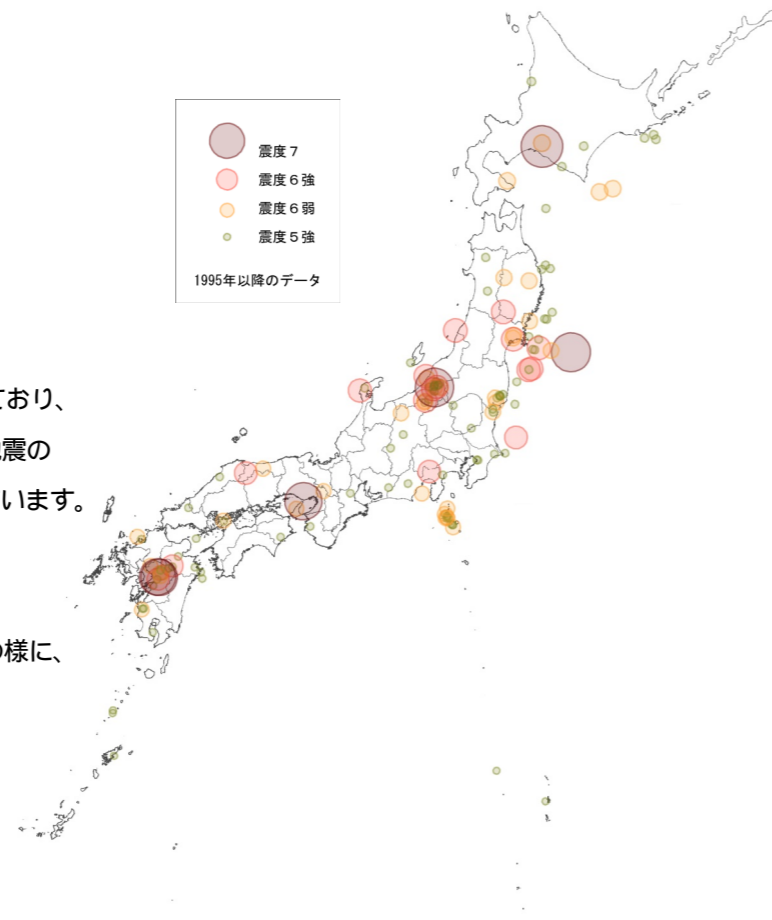 震度7
震度6強
震度6弱
震度5強
1995年以降のデータ
ており、
震の
います。
の様に、